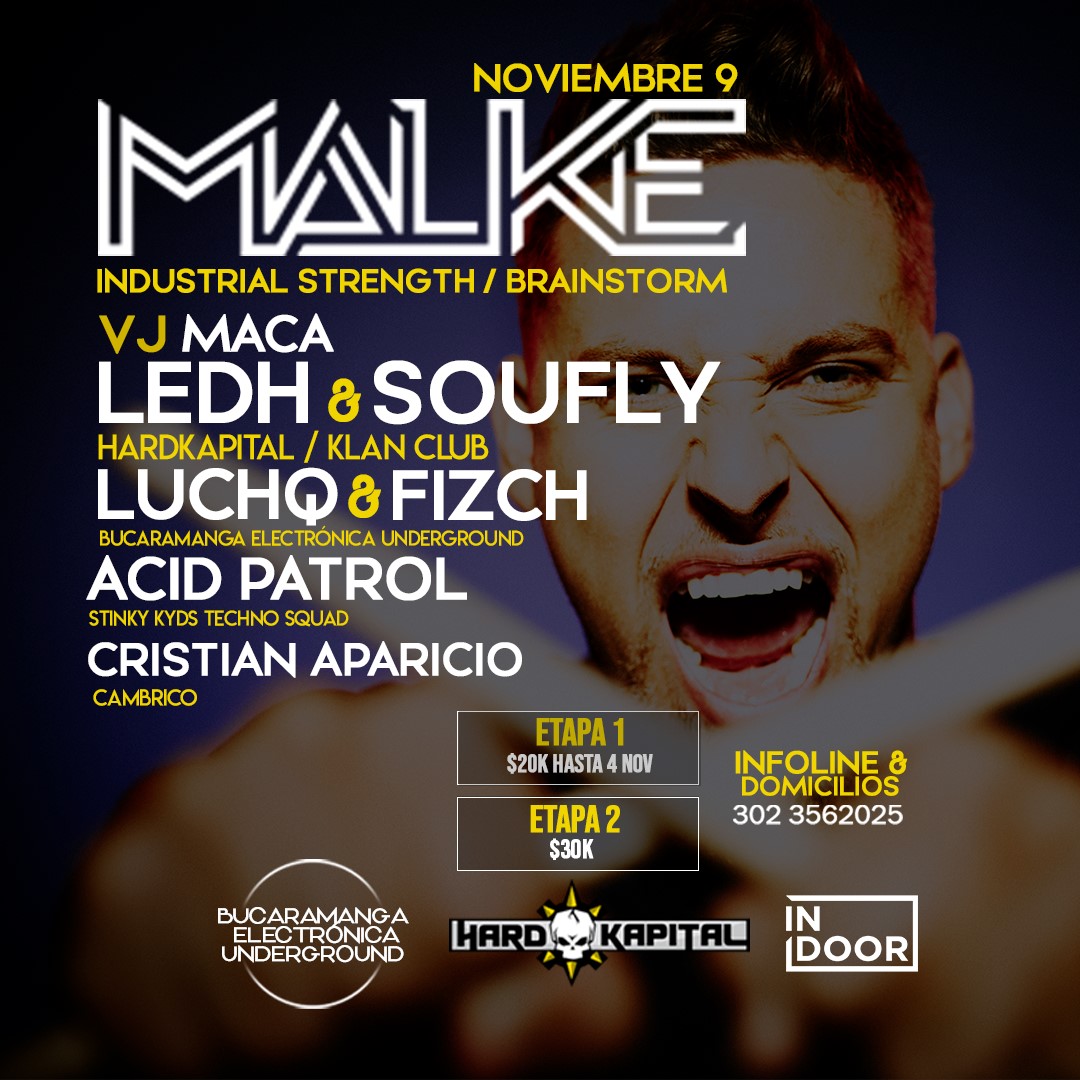 NOVIEMBRE 9
MALKE
INDUSTRIAL STRENGTH / BRAINSTORM
VJ MACA
LEDH & SOUFLY
HARDKAPITAL / KLAN CLUB
LUCHO & FIZCH
BUCARAMANGA ELECTRÓNICA UNDERGROUND
ACID PATROL
STINKY KYDS TECHNO SQUAD
CRISTIAN APARICIO
CAMBRICO
ETAPA 1
$20K HASTA 4 NOV
ETAPA 2
$30K
INFOLINE &
DOMICILIOS
302 3562025
BUCARAMANGA
ELECTRÓNICA
UNDERGROUND
HARD KAPITAL
IN
DOOR